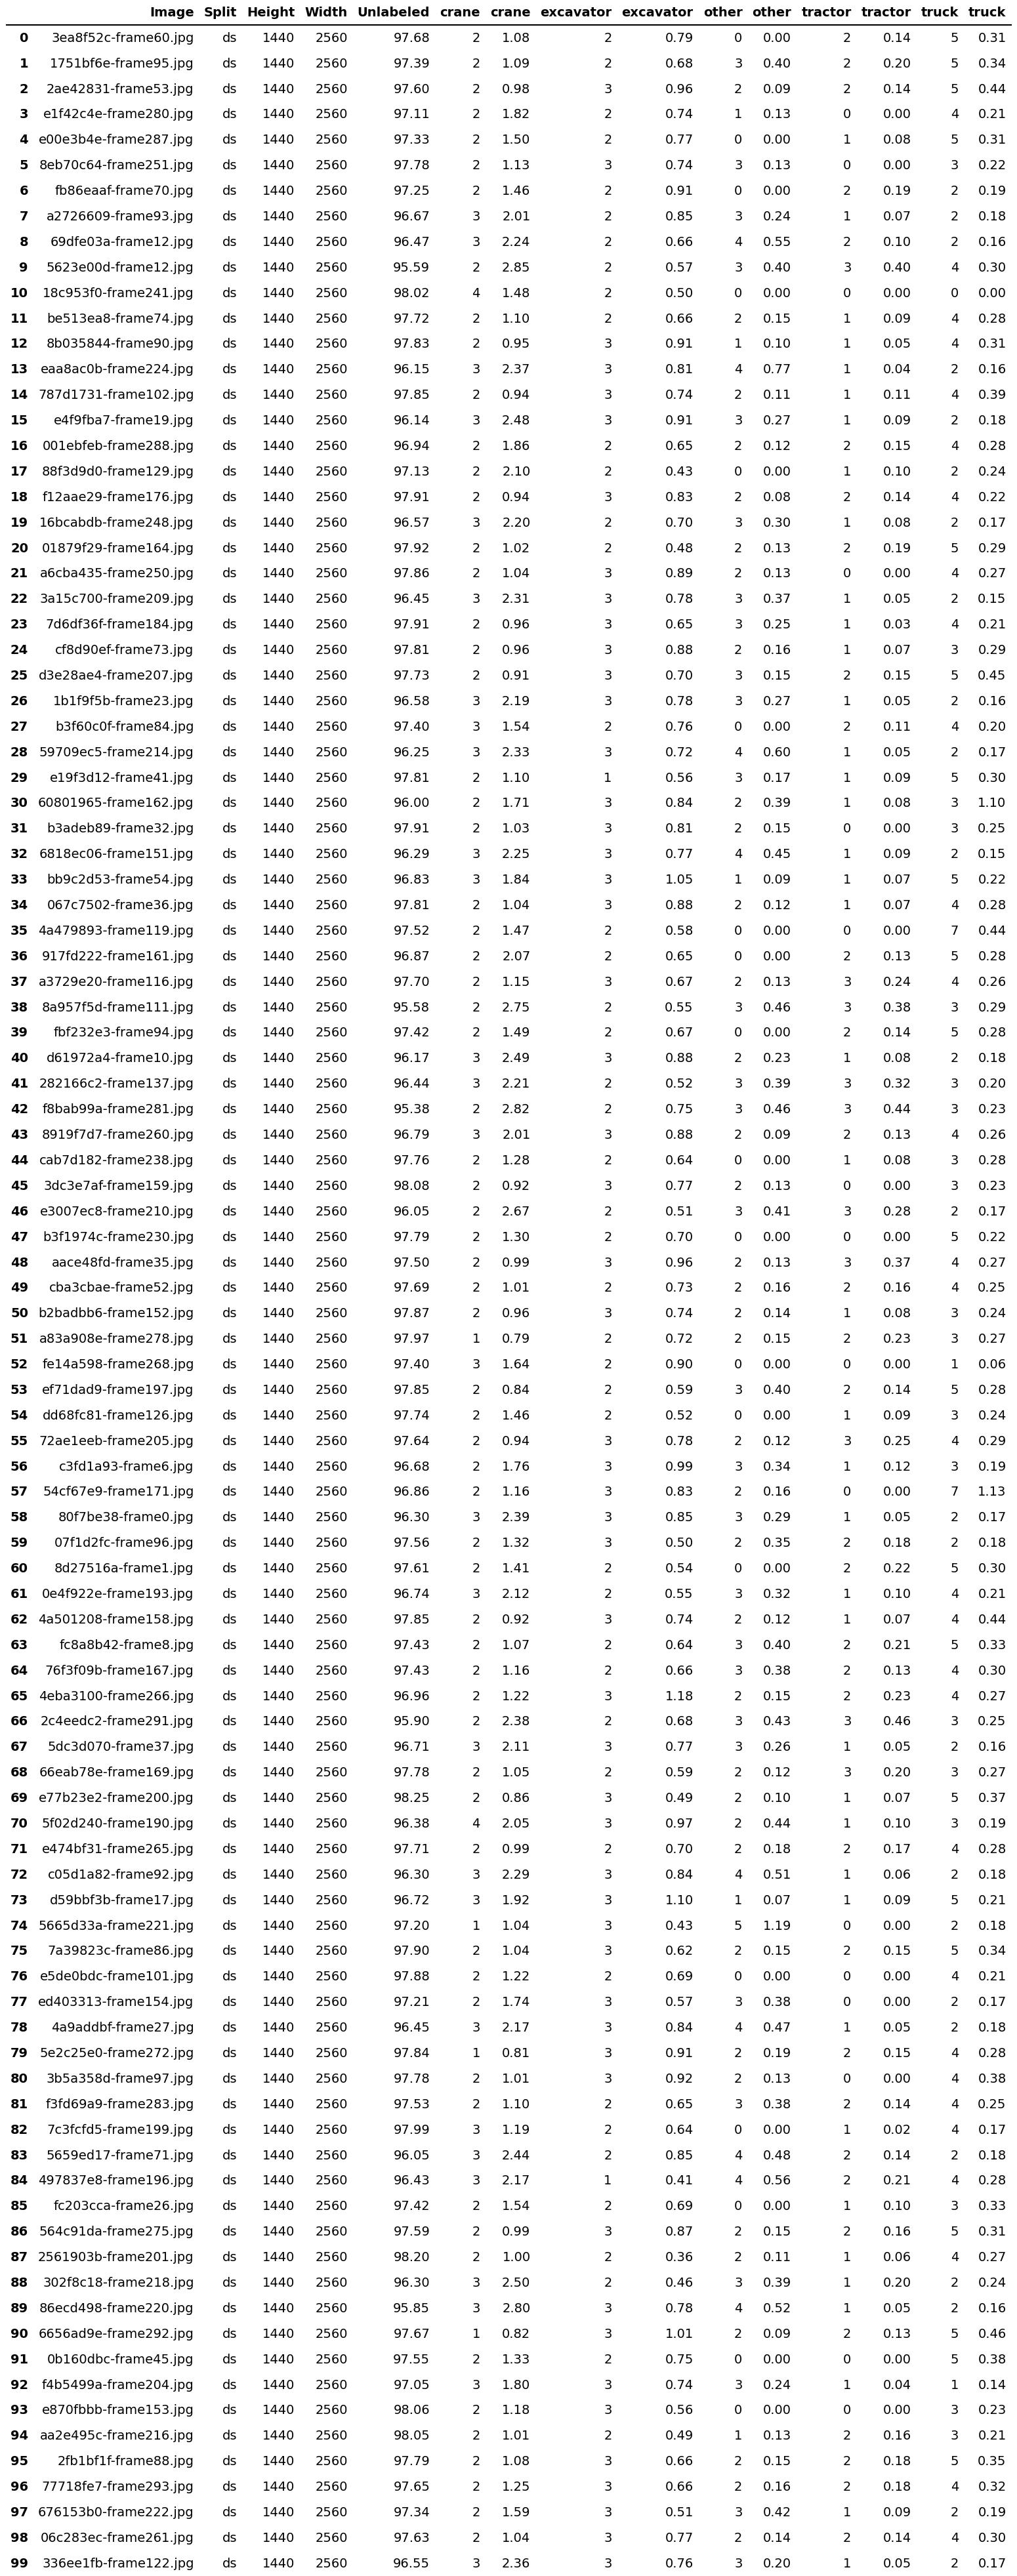 Image Split Height Width Unlabeled crane crane excavator excavator other other tractor tractor truck truck
0 3ea8f52c-frame60.jpg ds 1440 2560 97.68 2 1.08 2 0.79 0 0.00 2 0.14 5 0.31
1 1751bf6e-frame95.jpg ds 1440 2560 97.39 2 1.09 2 0.68 3 0.40 2 0.20 5 0.34
2 2ae42831-frame53.jpg ds 1440 2560 97.60 2 0.98 3 0.96 2 0.09 2 0.14 5 0.44
3 e1f42c4e-frame280.jpg ds 1440 2560 97.11 2 1.82 2 0.74 1 0.13 0 0.00 4 0.21
4 e00e3b4e-frame287.jpg ds 1440 2560 97.33 2 1.50 2 0.77 0 0.00 1 0.08 5 0.31
5 8eb70c64-frame251.jpg ds 1440 2560 97.78 2 1.13 3 0.74 3 0.13 0 0.00 3 0.22
6 fb86eaaf-frame70.jpg ds 1440 2560 97.25 2 1.46 2 0.91 0 0.00 2 0.19 2 0.19
7 a2726609-frame93.jpg ds 1440 2560 96.67 3 2.01 2 0.85 3 0.24 1 0.07 2 0.18
8 69dfe03a-frame12.jpg ds 1440 2560 96.47 3 2.24 2 0.66 4 0.55 2 0.10 2 0.16
9 5623e00d-frame12.jpg ds 1440 2560 95.59 2 2.85 2 0.57 3 0.40 3 0.40 4 0.30
10 18c953f0-frame241.jpg ds 1440 2560 98.02 4 1.48 2 0.50 0 0.00 0 0.00 0 0.00
11 be513ea8-frame74.jpg ds 1440 2560 97.72 2 1.10 2 0.66 2 0.15 1 0.09 4 0.28
12 8b035844-frame90.jpg ds 1440 2560 97.83 2 0.95 3 0.91 1 0.10 1 0.05 4 0.31
13 eaa8ac0b-frame224.jpg ds 1440 2560 96.15 3 2.37 3 0.81 4 0.77 1 0.04 2 0.16
14 787d1731-frame102.jpg ds 1440 2560 97.85 2 0.94 3 0.74 2 0.11 1 0.11 4 0.39
15 e4f9fba7-frame19.jpg ds 1440 2560 96.14 3 2.48 3 0.91 3 0.27 1 0.09 2 0.18
16 001ebfeb-frame288.jpg ds 1440 2560 96.94 2 1.86 2 0.65 2 0.12 2 0.15 4 0.28
17 88f3d9d0-frame129.jpg ds 1440 2560 97.13 2 2.10 2 0.43 0 0.00 1 0.10 2 0.24
18 f12aae29-frame176.jpg ds 1440 2560 97.91 2 0.94 3 0.83 2 0.08 2 0.14 4 0.22
19 16bcabdb-frame248.jpg ds 1440 2560 96.57 3 2.20 2 0.70 3 0.30 1 0.08 2 0.17
20 01879f29-frame164.jpg ds 1440 2560 97.92 2 1.02 2 0.48 2 0.13 2 0.19 5 0.29
21 a6cba435-frame250.jpg ds 1440 2560 97.86 2 1.04 3 0.89 2 0.13 0 0.00 4 0.27
22 3a15c700-frame209.jpg ds 1440 2560 96.45 3 2.31 3 0.78 3 0.37 1 0.05 2 0.15
23 7d6df36f-frame184.jpg ds 1440 2560 97.91 2 0.96 3 0.65 3 0.25 1 0.03 4 0.21
24 cf8d90ef-frame73.jpg ds 1440 2560 97.81 2 0.96 3 0.88 2 0.16 1 0.07 3 0.29
25 d3e28ae4-frame207.jpg ds 1440 2560 97.73 2 0.91 3 0.70 3 0.15 2 0.15 5 0.45
26 1b1f9f5b-frame23.jpg ds 1440 2560 96.58 3 2.19 3 0.78 3 0.27 1 0.05 2 0.16
27 b3f60c0f-frame84.jpg ds 1440 2560 97.40 3 1.54 2 0.76 0 0.00 2 0.11 4 0.20
28 59709ec5-frame214.jpg ds 1440 2560 96.25 3 2.33 3 0.72 4 0.60 1 0.05 2 0.17
29 e19f3d12-frame41.jpg ds 1440 2560 97.81 2 1.10 1 0.56 3 0.17 1 0.09 5 0.30
30 60801965-frame162.jpg ds 1440 2560 96.00 2 1.71 3 0.84 2 0.39 1 0.08 3 1.10
31 b3adeb89-frame32.jpg ds 1440 2560 97.91 2 1.03 3 0.81 2 0.15 0 0.00 3 0.25
32 6818ec06-frame151.jpg ds 1440 2560 96.29 3 2.25 3 0.77 4 0.45 1 0.09 2 0.15
33 bb9c2d53-frame54.jpg ds 1440 2560 96.83 3 1.84 3 1.05 1 0.09 1 0.07 5 0.22
34 067c7502-frame36.jpg ds 1440 2560 97.81 2 1.04 3 0.88 2 0.12 1 0.07 4 0.28
35 4a479893-frame119.jpg ds 1440 2560 97.52 2 1.47 2 0.58 0 0.00 0 0.00 7 0.44
36 917fd222-frame161.jpg ds 1440 2560 96.87 2 2.07 2 0.65 0 0.00 2 0.13 5 0.28
37 a3729e20-frame116.jpg ds 1440 2560 97.70 2 1.15 3 0.67 2 0.13 3 0.24 4 0.26
38 8a957f5d-frame111.jpg ds 1440 2560 95.58 2 2.75 2 0.55 3 0.46 3 0.38 3 0.29
39 fbf232e3-frame94.jpg ds 1440 2560 97.42 2 1.49 2 0.67 0 0.00 2 0.14 5 0.28
40 d61972a4-frame10.jpg ds 1440 2560 96.17 3 2.49 3 0.88 2 0.23 1 0.08 2 0.18
41 282166c2-frame137.jpg ds 1440 2560 96.44 3 2.21 2 0.52 3 0.39 3 0.32 3 0.20
42 f8bab99a-frame281.jpg ds 1440 2560 95.38 2 2.82 2 0.75 3 0.46 3 0.44 3 0.23
43 8919f7d7-frame260.jpg ds 1440 2560 96.79 3 2.01 3 0.88 2 0.09 2 0.13 4 0.26
44 cab7d182-frame238.jpg ds 1440 2560 97.76 2 1.28 2 0.64 0 0.00 1 0.08 3 0.28
45 3dc3e7af-frame159.jpg ds 1440 2560 98.08 2 0.92 3 0.77 2 0.13 0 0.00 3 0.23
46 e3007ec8-frame210.jpg ds 1440 2560 96.05 3 2.67 2 0.51 3 0.41 3 0.28 2 0.17
47 b3f1974c-frame230.jpg ds 1440 2560 97.79 2 1.30 2 0.70 0 0.00 0 0.00 5 0.22
48 aace48fd-frame35.jpg ds 1440 2560 97.50 2 0.99 3 0.96 2 0.13 3 0.37 4 0.27
49 cba3cbae-frame52.jpg ds 1440 2560 97.69 2 1.01 2 0.73 2 0.16 2 0.16 4 0.25
50 b2badbb6-frame152.jpg ds 1440 2560 97.87 2 0.96 3 0.74 2 0.14 1 0.08 3 0.24
51 a83a908e-frame278.jpg ds 1440 2560 97.97 1 0.79 2 0.72 2 0.15 2 0.23 3 0.27
52 fe14a598-frame268.jpg ds 1440 2560 97.40 3 1.64 2 0.90 0 0.00 0 0.00 1 0.06
53 ef71dad9-frame197.jpg ds 1440 2560 97.85 2 0.84 2 0.59 3 0.40 2 0.14 5 0.28
54 dd68fc81-frame126.jpg ds 1440 2560 97.74 2 1.46 2 0.52 0 0.00 1 0.09 3 0.24
55 72ae1eeb-frame205.jpg ds 1440 2560 97.64 2 0.94 3 0.78 2 0.12 3 0.25 4 0.29
56 c3fd1a93-frame6.jpg ds 1440 2560 96.68 2 1.76 3 0.99 3 0.34 1 0.12 3 0.19
57 54cf67e9-frame171.jpg ds 1440 2560 96.86 2 1.16 3 0.83 2 0.16 0 0.00 7 1.13
58 80f7be38-frame0.jpg ds 1440 2560 96.30 3 2.39 3 0.85 3 0.29 1 0.05 2 0.17
59 07f1d2fc-frame96.jpg ds 1440 2560 97.56 2 1.32 3 0.50 2 0.35 2 0.18 2 0.18
60 8d27516a-frame1.jpg ds 1440 2560 97.61 2 1.41 2 0.54 0 0.00 2 0.22 5 0.30
61 0e4f922e-frame193.jpg ds 1440 2560 96.74 3 2.12 2 0.55 3 0.32 1 0.10 4 0.21
62 4a501208-frame158.jpg ds 1440 2560 97.85 2 0.92 3 0.74 2 0.12 1 0.07 4 0.44
63 fc8a8b42-frame8.jpg ds 1440 2560 97.43 2 1.07 2 0.64 3 0.40 2 0.21 5 0.33
64 76f3f09b-frame167.jpg ds 1440 2560 97.43 2 1.16 2 0.66 3 0.38 2 0.13 4 0.30
65 4eba3100-frame266.jpg ds 1440 2560 96.96 2 1.22 3 1.18 2 0.15 2 0.23 4 0.27
66 2c4eedc2-frame291.jpg ds 1440 2560 95.90 2 2.38 2 0.68 3 0.43 3 0.46 3 0.25
67 5dc3d070-frame37.jpg ds 1440 2560 96.71 3 2.11 3 0.77 3 0.26 1 0.05 2 0.16
68 66eab78e-frame169.jpg ds 1440 2560 97.78 2 1.05 2 0.59 2 0.12 3 0.20 3 0.27
69 e77b23e2-frame200.jpg ds 1440 2560 98.25 2 0.86 3 0.49 2 0.10 1 0.07 5 0.37
70 5f02d240-frame190.jpg ds 1440 2560 96.38 4 2.05 3 0.97 2 0.44 1 0.10 3 0.19
71 e474bf31-frame265.jpg ds 1440 2560 97.71 2 0.99 2 0.70 2 0.18 2 0.17 4 0.28
72 c05d1a82-frame92.jpg ds 1440 2560 96.30 3 2.29 3 0.84 4 0.51 1 0.06 2 0.18
73 d59bbf3b-frame17.jpg ds 1440 2560 96.72 3 1.92 3 1.10 1 0.07 1 0.09 5 0.21
74 5665d33a-frame221.jpg ds 1440 2560 97.20 1 1.04 3 0.43 5 1.19 0 0.00 2 0.18
75 7a39823c-frame86.jpg ds 1440 2560 97.90 2 1.04 3 0.62 2 0.15 2 0.15 5 0.34
76 e5de0bdc-frame101.jpg ds 1440 2560 97.88 2 1.22 2 0.69 0 0.00 0 0.00 4 0.21
77 ed403313-frame154.jpg ds 1440 2560 97.21 2 1.74 3 0.57 3 0.38 0 0.00 2 0.17
78 4a9addbf-frame27.jpg ds 1440 2560 96.45 3 2.17 3 0.84 4 0.47 1 0.05 2 0.18
79 5e2c25e0-frame272.jpg ds 1440 2560 97.84 1 0.81 3 0.91 2 0.19 2 0.15 4 0.28
80 3b5a358d-frame97.jpg ds 1440 2560 97.78 2 1.01 3 0.92 2 0.13 0 0.00 4 0.38
81 f3fd69a9-frame283.jpg ds 1440 2560 97.53 2 1.10 2 0.65 3 0.38 2 0.14 4 0.25
82 7c3fcfd5-frame199.jpg ds 1440 2560 97.99 3 1.19 2 0.64 0 0.00 1 0.02 4 0.17
83 5659ed17-frame71.jpg ds 1440 2560 96.05 3 2.44 2 0.85 4 0.48 2 0.14 2 0.18
84 497837e8-frame196.jpg ds 1440 2560 96.43 3 2.17 1 0.41 4 0.56 2 0.21 4 0.28
85 fc203cca-frame26.jpg ds 1440 2560 97.42 2 1.54 2 0.69 0 0.00 1 0.10 3 0.33
86 564c91da-frame275.jpg ds 1440 2560 97.59 2 0.99 3 0.87 2 0.15 2 0.16 5 0.31
87 2561903b-frame201.jpg ds 1440 2560 98.20 2 1.00 2 0.36 2 0.11 1 0.06 4 0.27
88 302f8c18-frame218.jpg ds 1440 2560 96.30 3 2.50 2 0.46 3 0.39 1 0.20 2 0.24
89 86ecd498-frame220.jpg ds 1440 2560 95.85 3 2.80 3 0.78 4 0.52 1 0.05 2 0.16
90 6656ad9e-frame292.jpg ds 1440 2560 97.67 1 0.82 3 1.01 2 0.09 2 0.13 5 0.46
91 0b160dbc-frame45.jpg ds 1440 2560 97.55 2 1.33 2 0.75 0 0.00 0 0.00 5 0.38
92 f4b5499a-frame204.jpg ds 1440 2560 97.05 3 1.80 3 0.74 3 0.24 1 0.04 1 0.14
93 e870fbbb-frame153.jpg ds 1440 2560 98.06 2 1.18 3 0.56 0 0.00 0 0.00 3 0.23
94 aa2e495c-frame216.jpg ds 1440 2560 98.05 2 1.01 2 0.49 1 0.13 2 0.16 3 0.21
95 2fb1bf1f-frame88.jpg ds 1440 2560 97.79 2 1.08 3 0.66 2 0.15 2 0.18 5 0.35
96 77718fe7-frame293.jpg ds 1440 2560 97.65 2 1.25 3 0.66 2 0.16 2 0.18 4 0.32
97 676153b0-frame222.jpg ds 1440 2560 97.34 2 1.59 3 0.51 3 0.42 1 0.09 2 0.19
98 06c283ec-frame261.jpg ds 1440 2560 97.63 2 1.04 3 0.77 2 0.14 2 0.14 4 0.30
99 336ee1fb-frame122.jpg ds 1440 2560 96.55 3 2.36 3 0.76 3 0.20 1 0.05 2 0.17